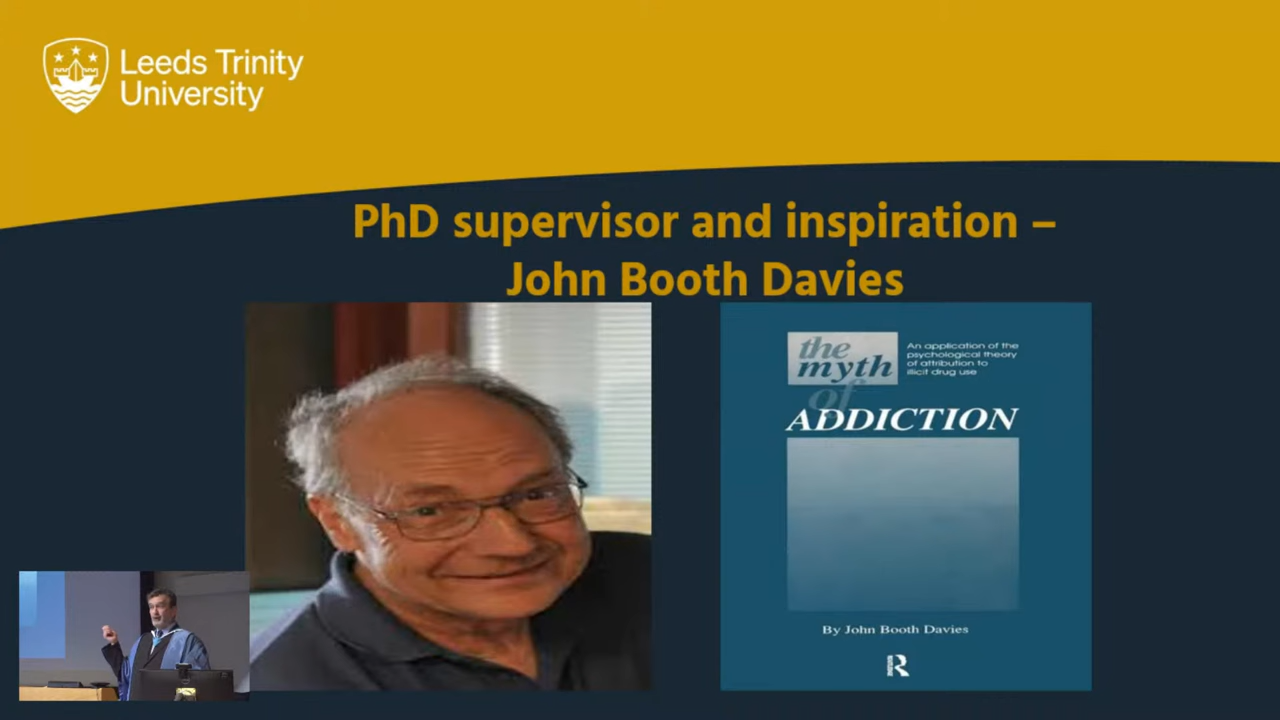 Leeds Trinity
University
PhD supervisor and inspiration –
John Booth Davies
the
myth
of
ADDICTION
An application of the
psychological theory
of attribution to
illicit drug use
By John Booth Davies
R